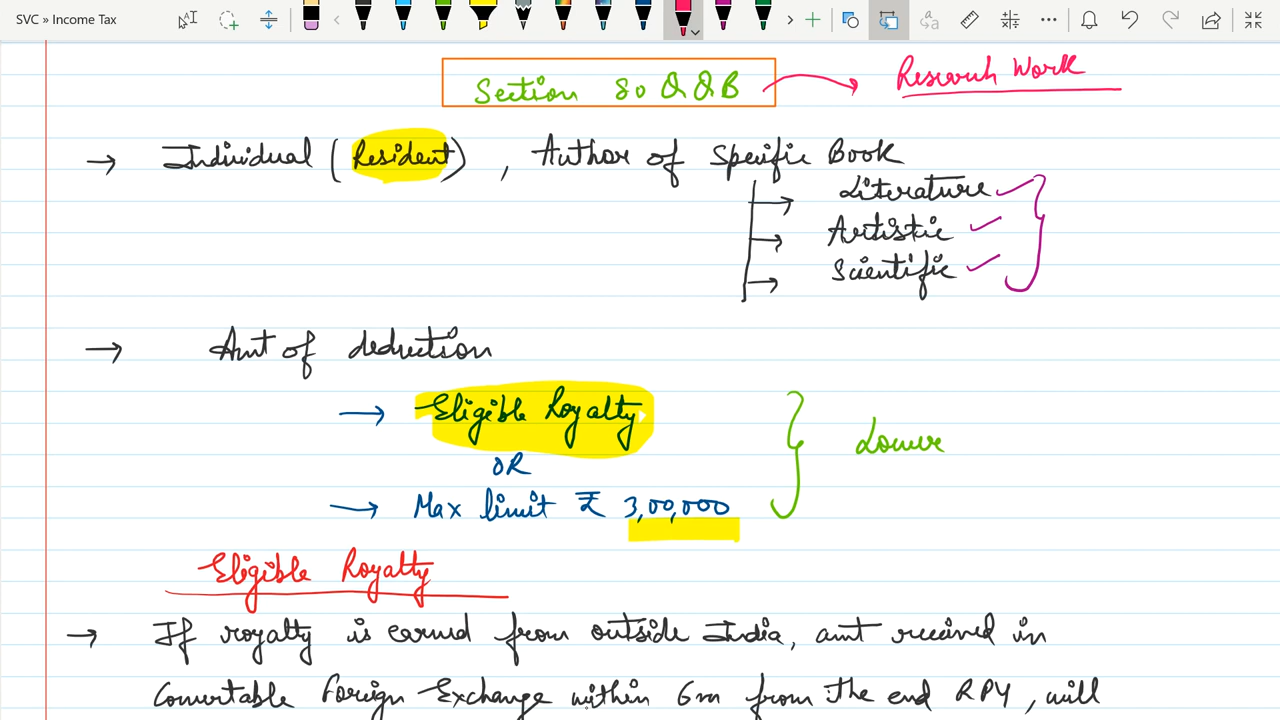 SVC » Income Tax
Section 80 QQB
Research Work
→ Individual (Resident), Author of Specific Book
→ Literature
→ Artistic
→ Scientific
→ Amt of deduction
→ Eligible Royalty
OR
Lower
→ Max limit ₹ 3,00,000
Eligible Royalty
→ If royalty is earned from outside India, amt received in
Convertable Foreign Exchange within 6m from the end RPY, will